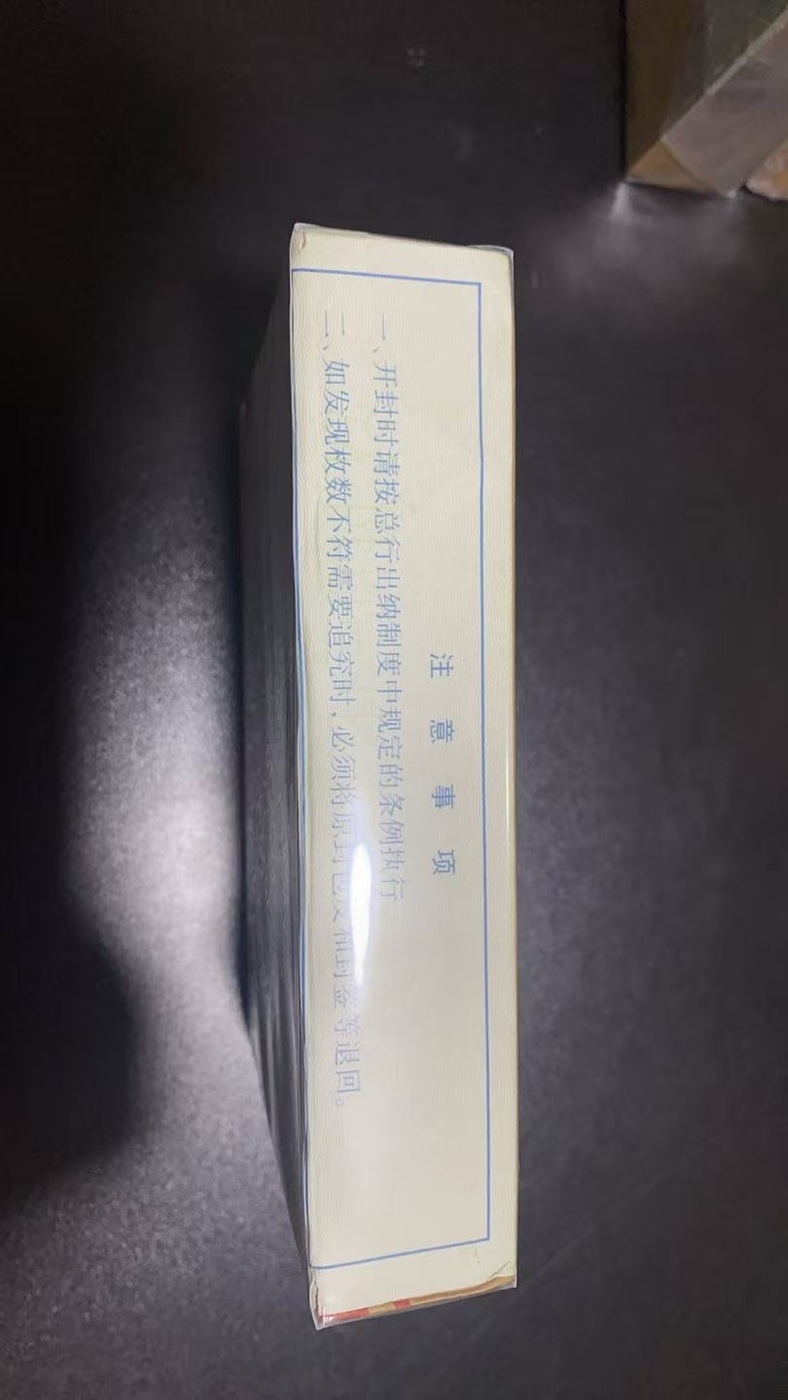 注意事项
一、开封时请按总行出纳制度中规定的条例执行
二、如发现枚数不符需要追究时，必须将原封包皮和封签等退回。